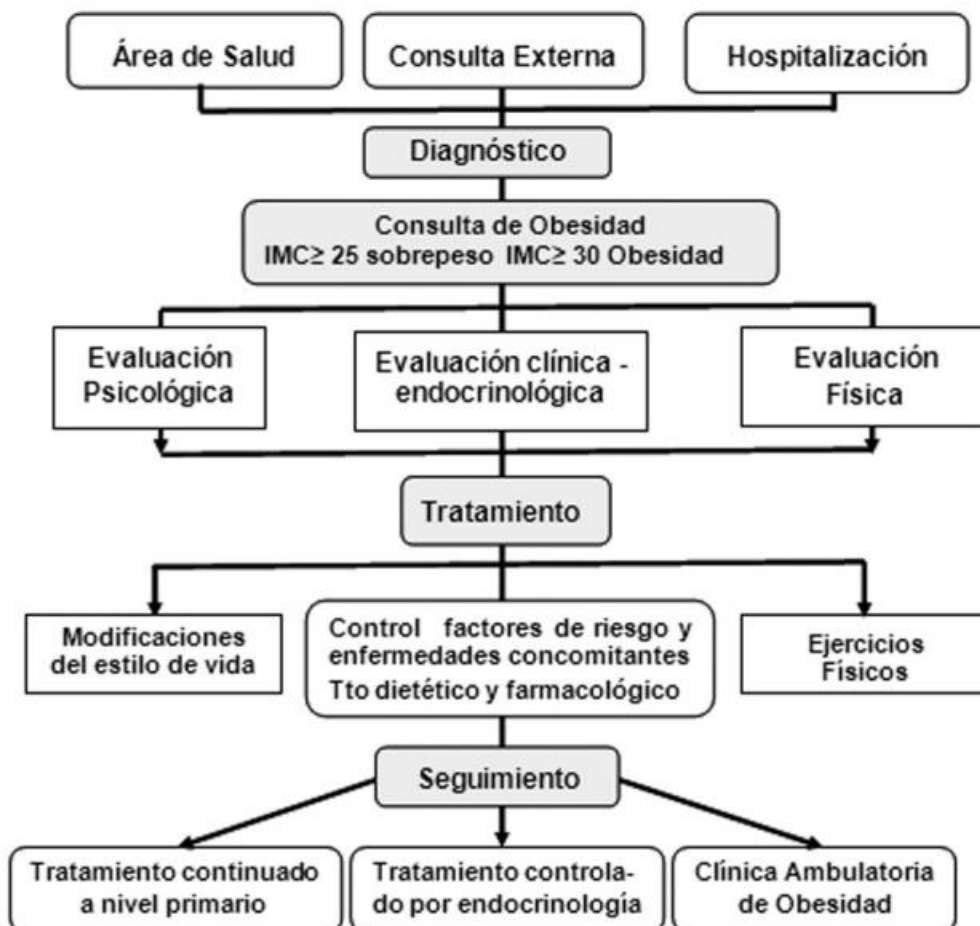 Área de Salud
Consulta Externa
Hospitalización
Diagnóstico
Consulta de Obesidad
IMC≥ 25 sobrepeso IMC≥ 30 Obesidad
Evaluación
Psicológica
Evaluación clínica -
endocrinológica
Evaluación
Física
Tratamiento
Modificaciones
del estilo de vida
Control factores de riesgo y
enfermedades concomitantes
Tto dietético y farmacológico
Ejercicios
Físicos
Seguimiento
Tratamiento continuado
a nivel primario
Tratamiento controla-
do por endocrinología
Clínica Ambulatoria
de Obesidad